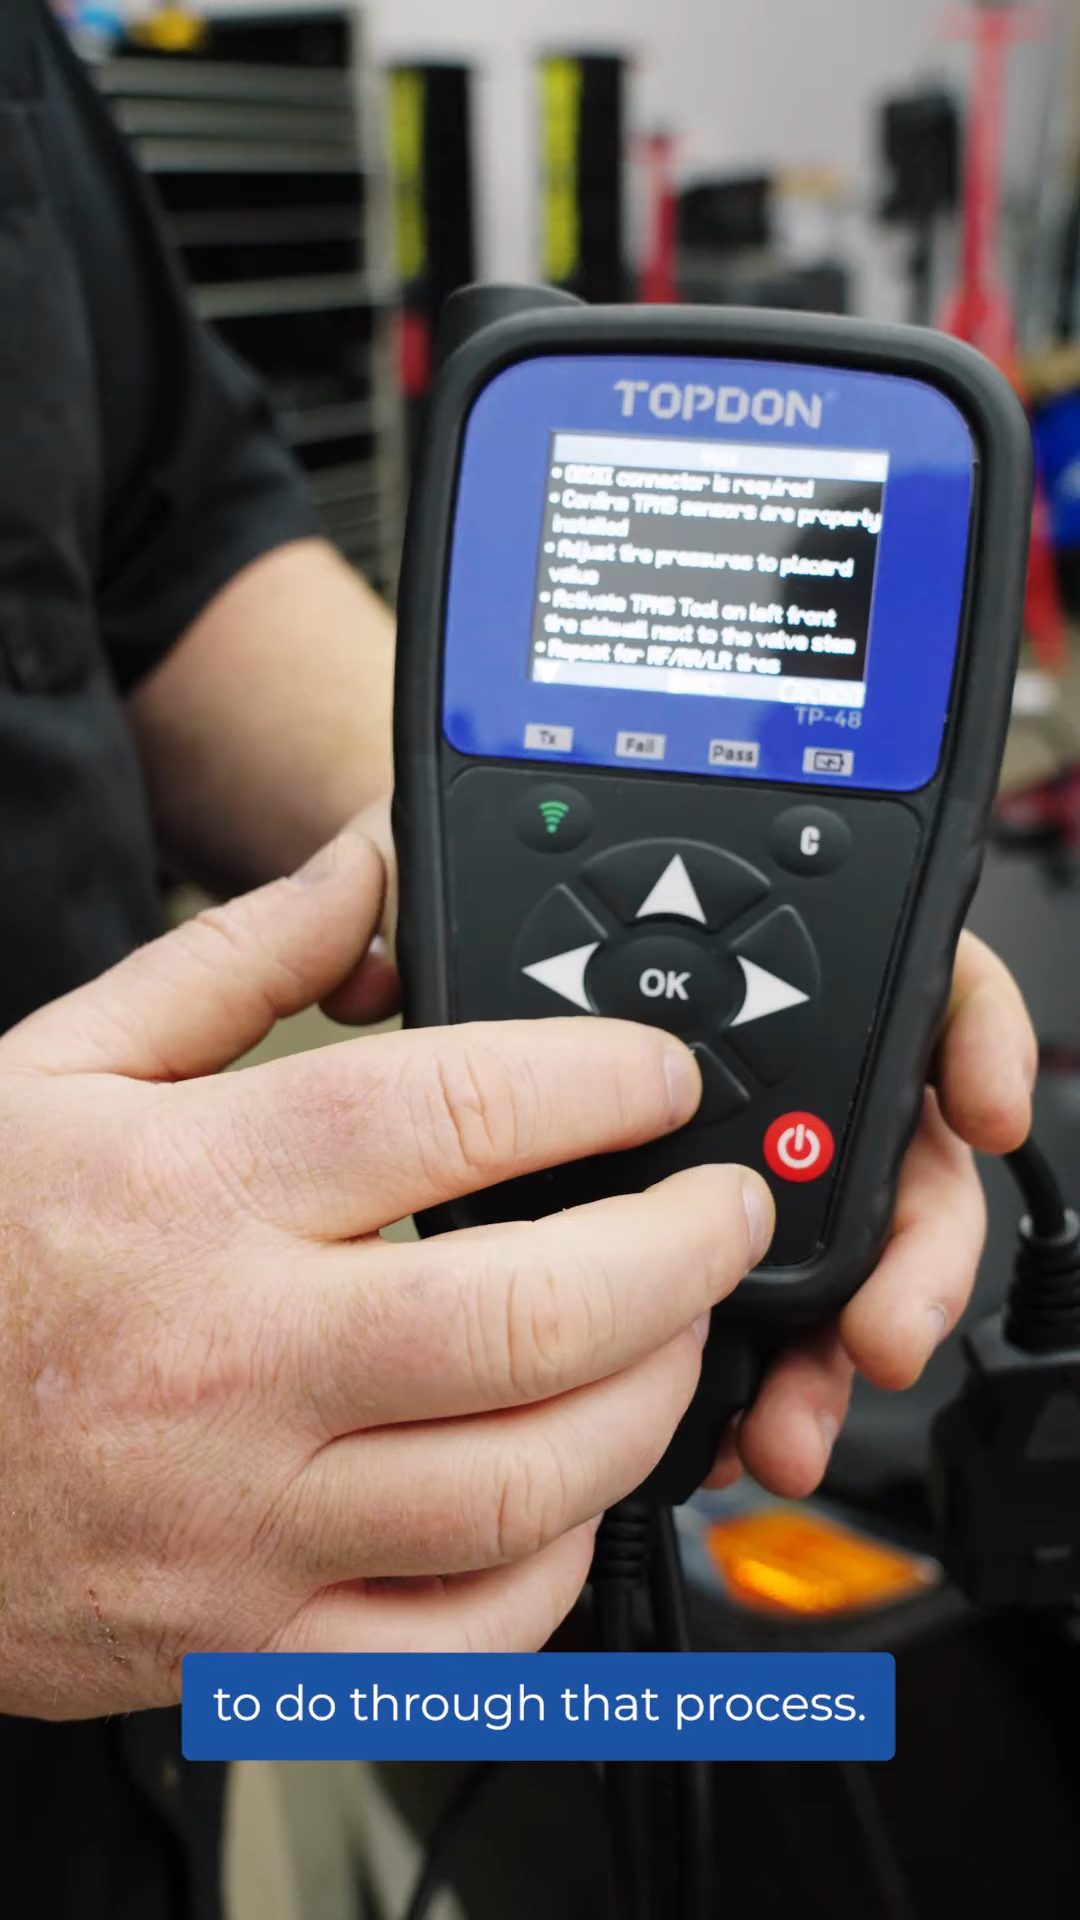 TOPDON
• OBDII connector is required
• Confirm TPMS sensors are properly
installed
• Adjust tire pressures to placard
value
• Activate TPMS Tool on left front
tire sidewall next to the valve stem
• Repeat for RF/RR/LR tires
TP-48
Tx Fail Pass
C
OK
to do through that process.